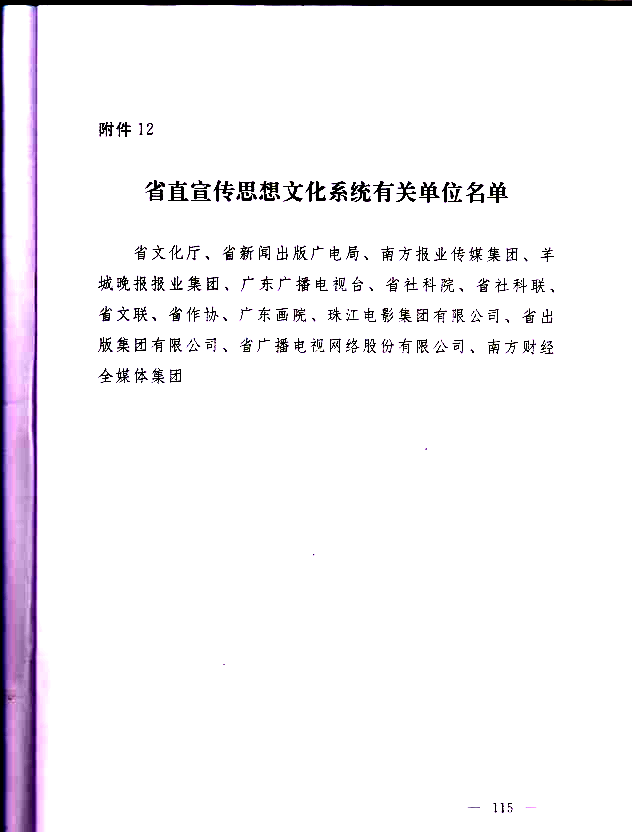 附件 12
省直宣传思想文化系统有关单位名单
省文化厅、省新闻出版广电局、南方报业传媒集团、羊
城晚报报业集团、广东广播电视台、省社科院、省社科联、
省文联、省作协、广东画院、珠江电影集团有限公司、省出
版集团有限公司、省广播电视网络股份有限公司、南方财经
全媒体集团
— 115 —